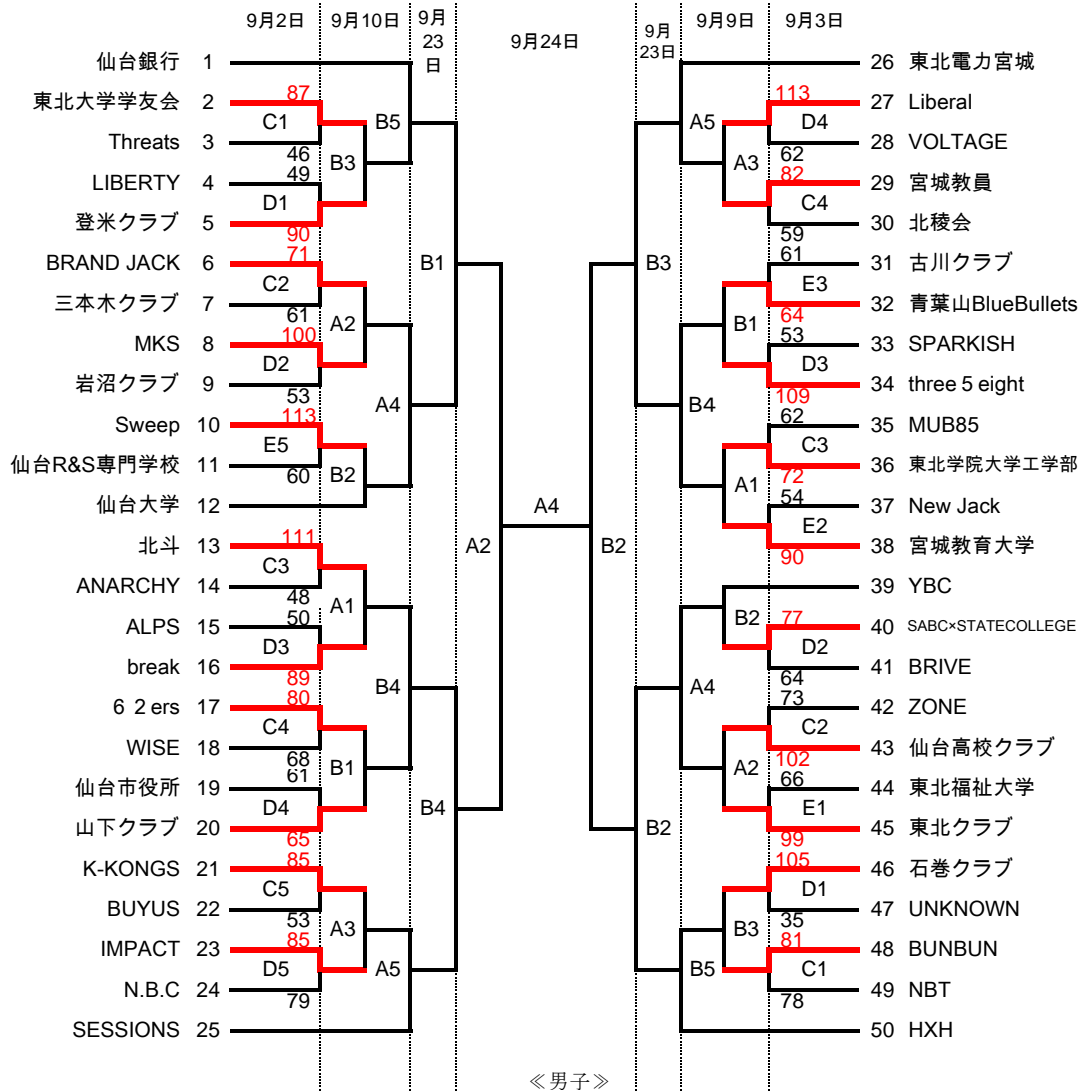 9月2日 9月10日 9月23日 9月24日 9月23日 9月9日 9月3日
仙台銀行 1
東北大学学友会 2 87
C1
Threats 3 46
B5
B3
LIBERTY 4 49
D1
登米クラブ 5 90
B1
BRAND JACK 6 71
C2
三本木クラブ 7 61
A2
MKS 8 100
D2
岩沼クラブ 9 53
A4
Sweep 10 113
E5
仙台R&S専門学校 11 60
B2
仙台大学 12
A2
北斗 13 111
C3
ANARCHY 14 48
A1
ALPS 15 50
D3
break 16 89
B4
6 2 ers 17 80
C4
WISE 18 68
B1
仙台市役所 19 61
D4
山下クラブ 20 65
B4
K-KONGS 21 85
C5
BUYUS 22 53
A3
IMPACT 23 85
D5
N.B.C 24 79
A5
SESSIONS 25
A4
26 東北電力宮城
113 27 Liberal
D4
62 28 VOLTAGE
A5
A3
82 29 宮城教員
C4
59 30 北稜会
B3
61 31 古川クラブ
E3
64 32 青葉山BlueBullets
B1
53 33 SPARKISH
D3
109 34 three 5 eight
B4
62 35 MUB85
C3
72 36 東北学院大学工学部
A1
54 37 New Jack
E2
90 38 宮城教育大学
B2
39 YBC
B2
77 40 SABC×STATECOLLEGE
D2
64 41 BRIVE
A4
73 42 ZONE
C2
102 43 仙台高校クラブ
A2
66 44 東北福祉大学
E1
99 45 東北クラブ
B2
105 46 石巻クラブ
D1
35 47 UNKNOWN
B3
81 48 BUNBUN
C1
78 49 NBT
B5
50 HXH
≪男子≫